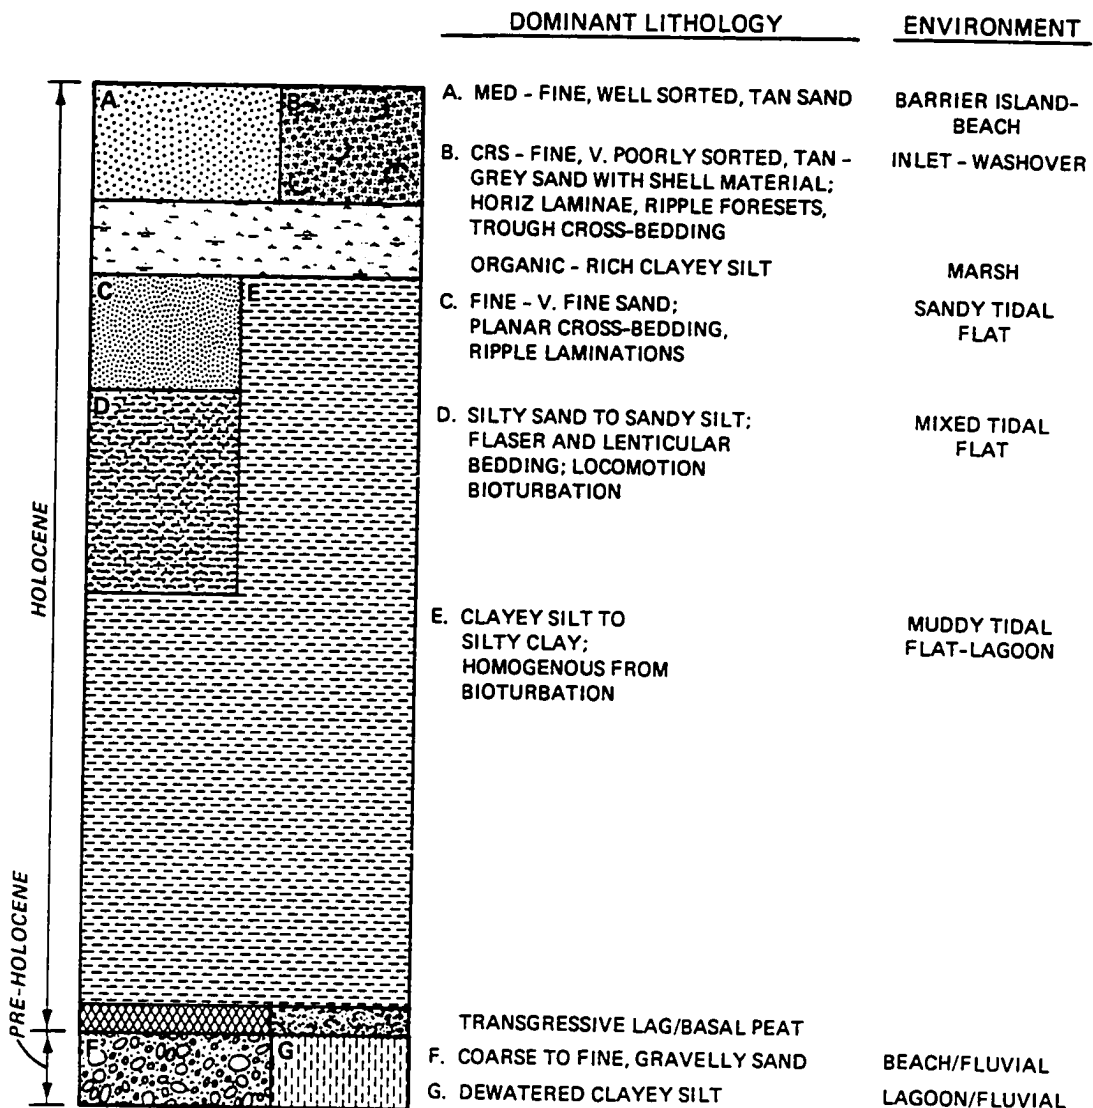 DOMINANT LITHOLOGY ENVIRONMENT
A
B
A. MED - FINE, WELL SORTED, TAN SAND BARRIER ISLAND-
BEACH
B. CRS - FINE, V. POORLY SORTED, TAN - INLET - WASHOVER
GREY SAND WITH SHELL MATERIAL;
HORIZ LAMINAE, RIPPLE FORESETS,
TROUGH CROSS-BEDDING
ORGANIC - RICH CLAYEY SILT MARSH
C
E
C. FINE - V. FINE SAND; SANDY TIDAL
PLANAR CROSS-BEDDING, FLAT
RIPPLE LAMINATIONS
D
D. SILTY SAND TO SANDY SILT; MIXED TIDAL
FLASER AND LENTICULAR FLAT
BEDDING; LOCOMOTION
BIOTURBATION
HOLOCENE
E. CLAYEY SILT TO MUDDY TIDAL
SILTY CLAY; FLAT-LAGOON
HOMOGENOUS FROM
BIOTURBATION
PRE-HOLOCENE
TRANSGRESSIVE LAG/BASAL PEAT
F
G
F. COARSE TO FINE, GRAVELLY SAND BEACH/FLUVIAL
G. DEWATERED CLAYEY SILT LAGOON/FLUVIAL